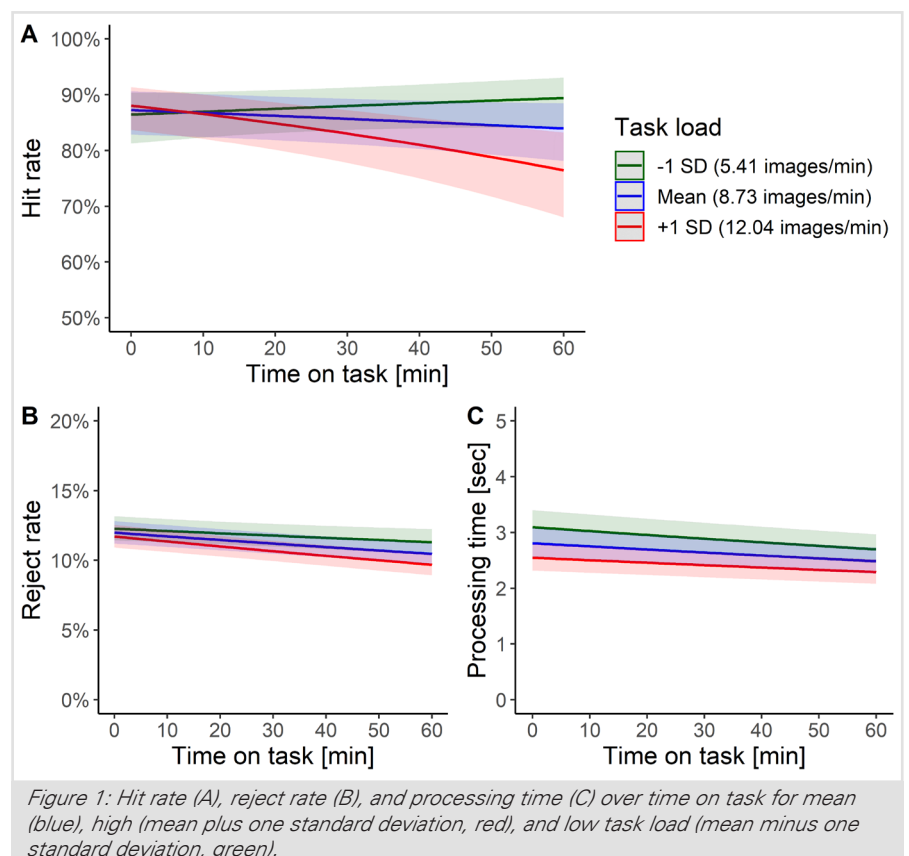 A
100%
90%
80%
70%
60%
50%
Hit rate
0 10 20 30 40 50 60
Time on task [min]
Task load
-1 SD (5.41 images/min)
Mean (8.73 images/min)
+1 SD (12.04 images/min)
B
20%
15%
10%
5%
0%
Reject rate
0 10 20 30 40 50 60
Time on task [min]
C
5
4
3
2
1
0
Processing time [sec]
0 10 20 30 40 50 60
Time on task [min]
Figure 1: Hit rate (A), reject rate (B), and processing time (C) over time on task for mean
(blue), high (mean plus one standard deviation, red), and low task load (mean minus one
standard deviation, green).